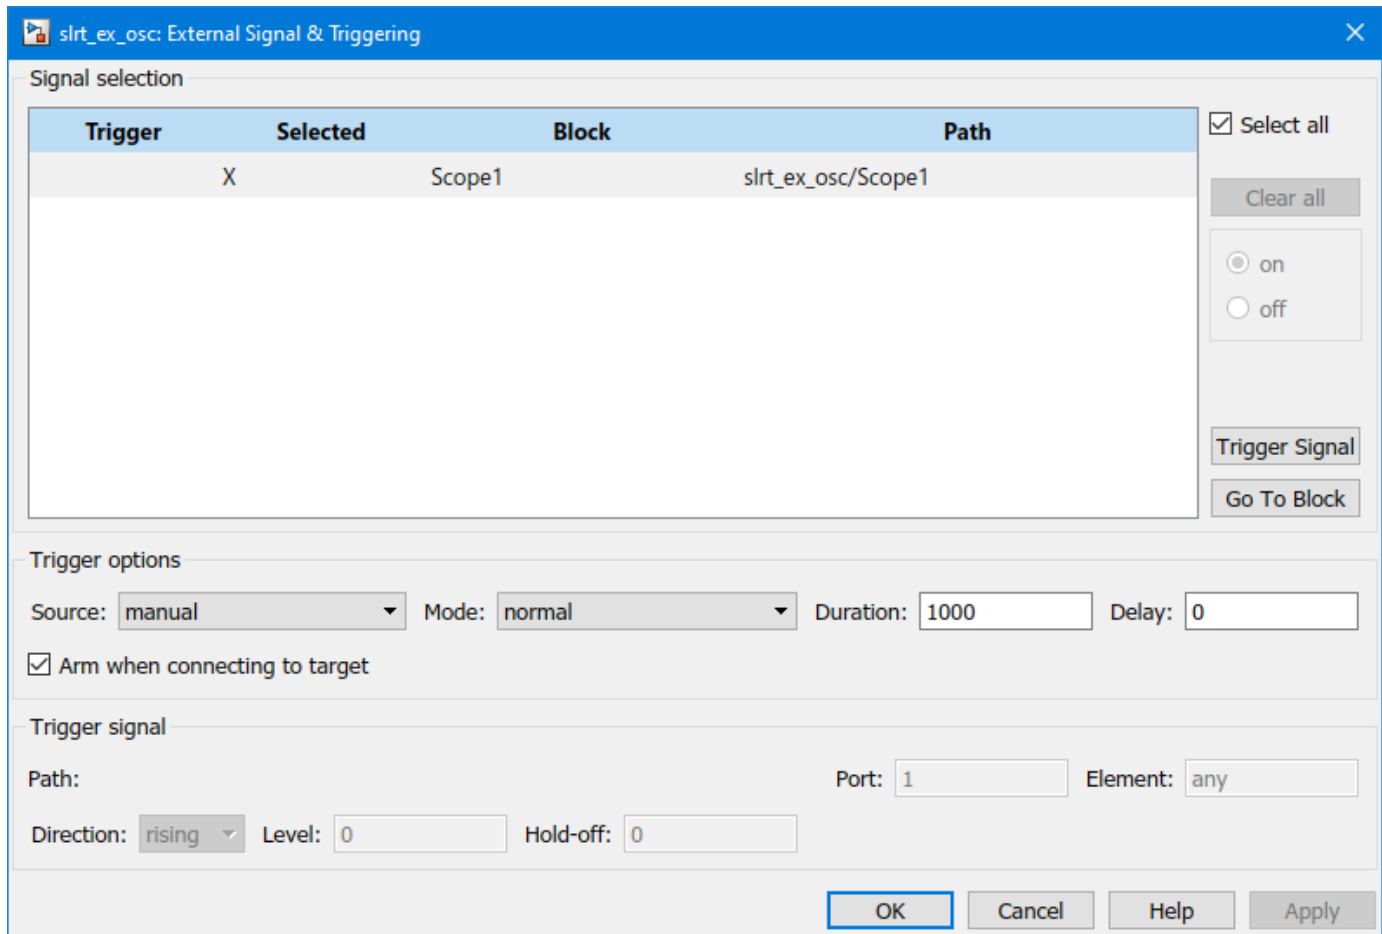 slrt_ex_osc: External Signal & Triggering
Signal selection
Trigger Selected Block Path
X Scope1 slrt_ex_osc/Scope1
Select all
Clear all
on
off
Trigger Signal
Go To Block
Trigger options
Source: manual Mode: normal Duration: 1000 Delay: 0
Arm when connecting to target
Trigger signal
Path: Port: 1 Element: any
Direction: rising Level: 0 Hold-off: 0
OK Cancel Help Apply